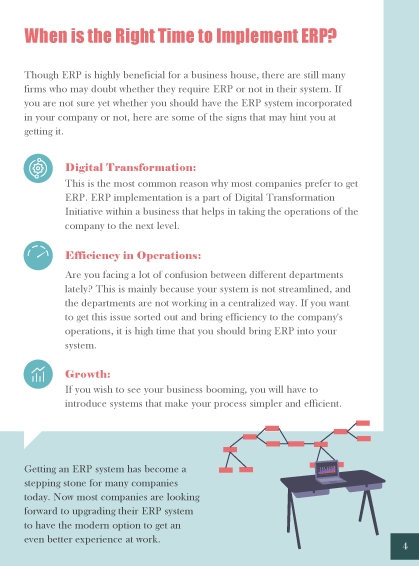 When is the Right Time to Implement ERP?
Though ERP is highly beneficial for a business house, there are still many
firms who may doubt whether they require ERP or not in their system. If
you are not sure yet whether you should have the ERP system incorporated
in your company or not, here are some of the signs that may hint you at
getting it.
Digital Transformation:
This is the most common reason why most companies prefer to get
ERP. ERP implementation is a part of Digital Transformation
Initiative within a business that helps in taking the operations of the
company to the next level.
Efficiency in Operations:
Are you facing a lot of confusion between different departments
lately? This is mainly because your system is not streamlined, and
the departments are not working in a centralized way. If you want
to get this issue sorted out and bring efficiency to the company's
operations, it is high time that you should bring ERP into your
system.
Growth:
If you wish to see your business booming, you will have to
introduce systems that make your process simpler and efficient.
Getting an ERP system has become a
stepping stone for many companies
today. Now most companies are looking
forward to upgrading their ERP system
to have the modern option to get an
even better experience at work.
4